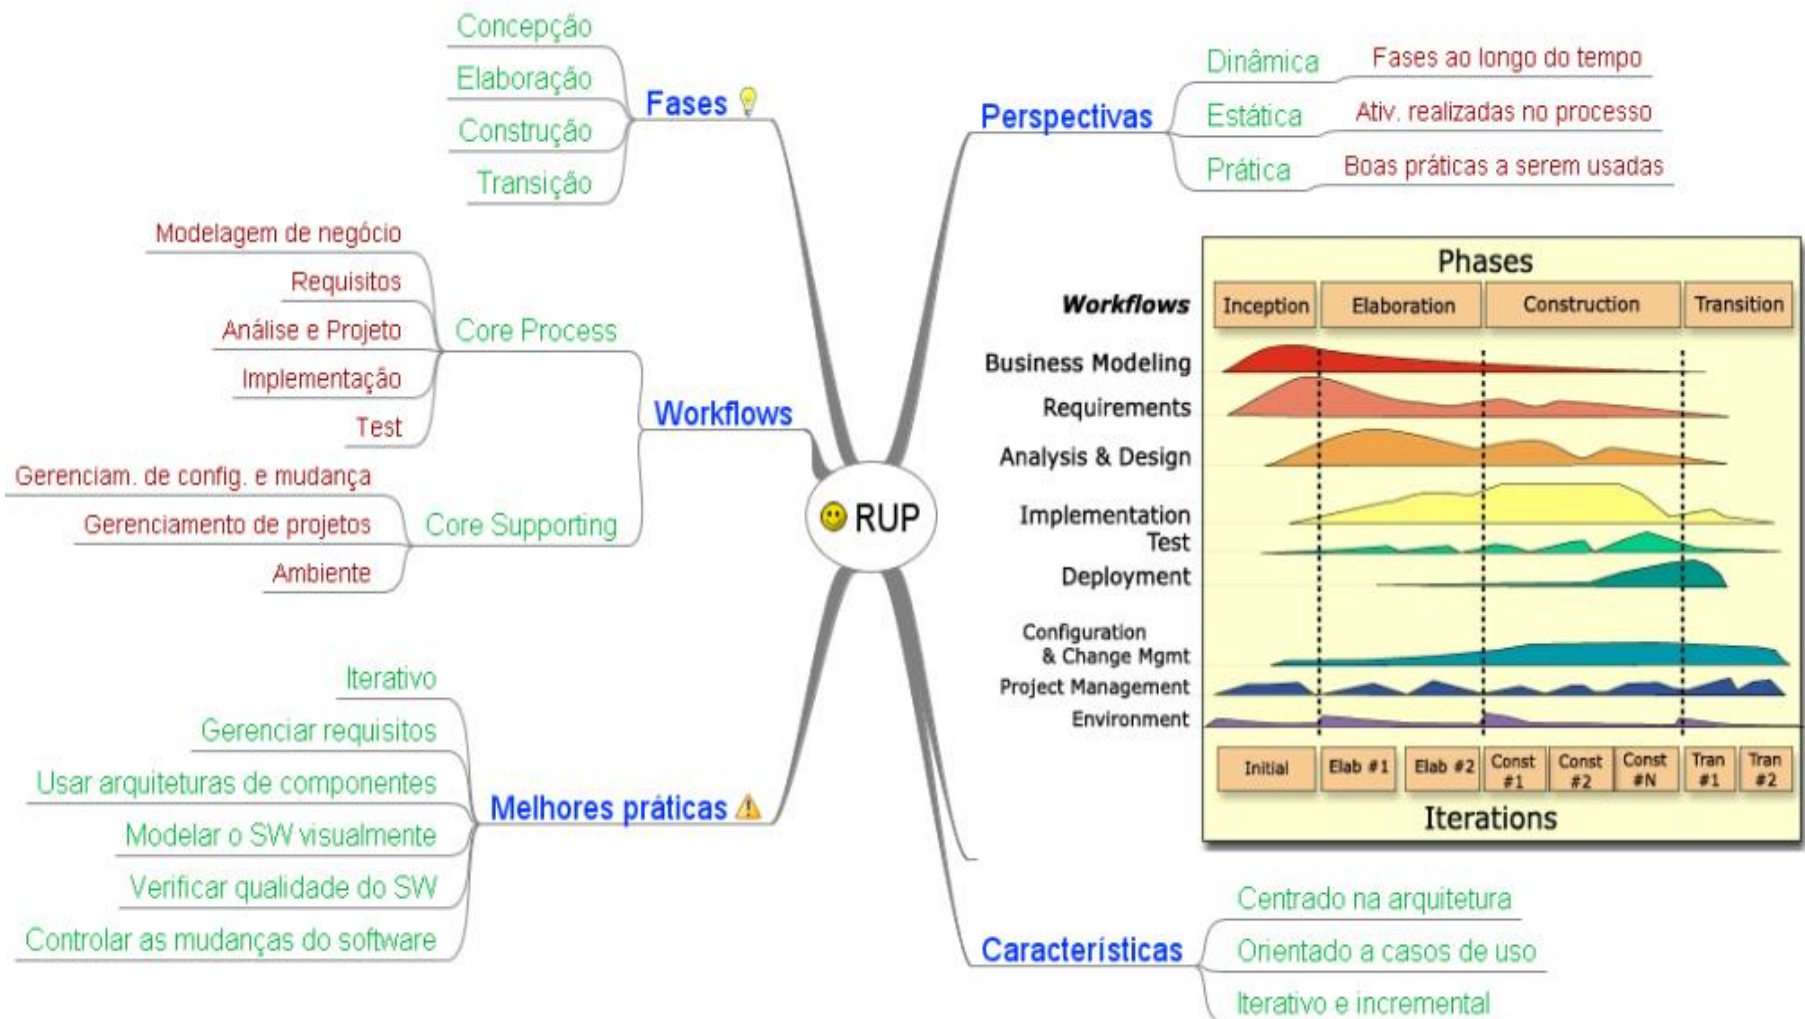 Concepção
Elaboração
Construção
Transição
Fases
Modelagem de negócio
Requisitos
Análise e Projeto
Implementação
Test
Core Process
Workflows
Gerenciam. de config. e mudança
Gerenciamento de projetos
Ambiente
Core Supporting
RUP
Iterativo
Gerenciar requisitos
Usar arquiteturas de componentes
Modelar o SW visualmente
Verificar qualidade do SW
Controlar as mudanças do software
Melhores práticas
Perspectivas
Dinâmica
Fases ao longo do tempo
Estática
Ativ. realizadas no processo
Prática
Boas práticas a serem usadas
Phases
Workflows
Inception
Elaboration
Construction
Transition
Business Modeling
Requirements
Analysis & Design
Implementation
Test
Deployment
Configuration
& Change Mgmt
Project Management
Environment
Initial
Elab #1
Elab #2
Const
#1
Const
#2
Const
#N
Tran
#1
Tran
#2
Iterations
Características
Centrado na arquitetura
Orientado a casos de uso
Iterativo e incremental